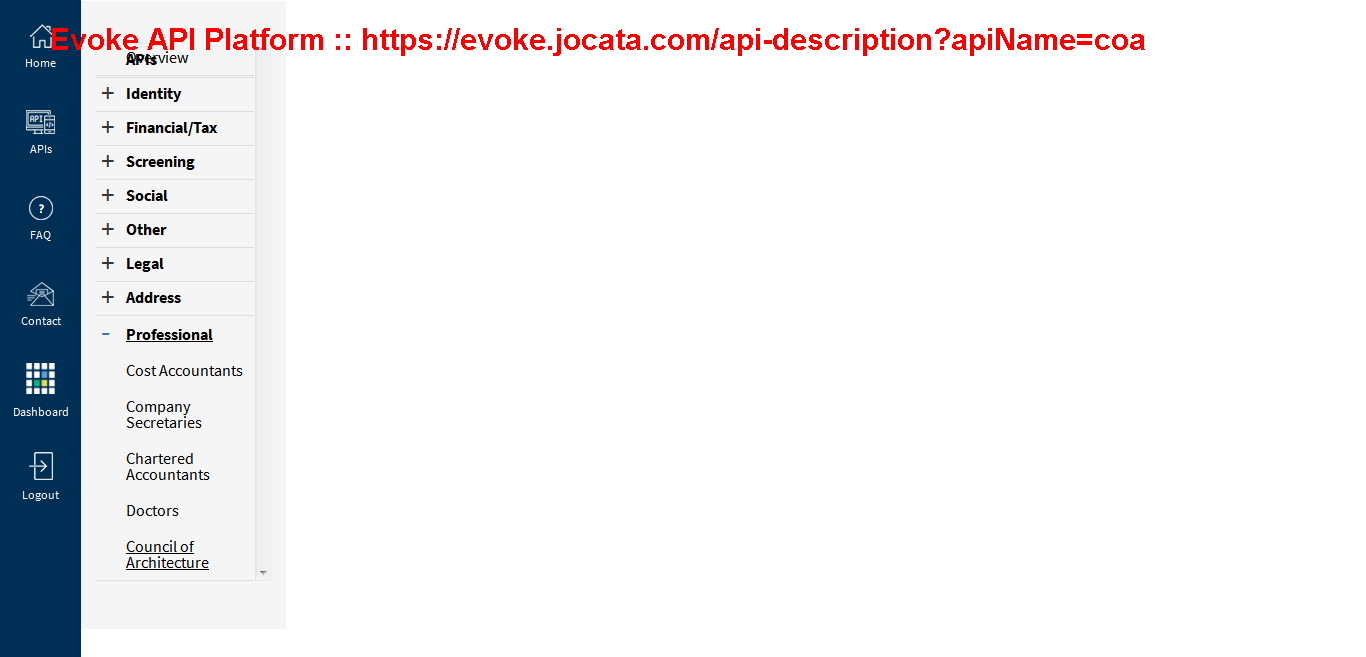 Evoke API Platform :: https://evoke.jocata.com/api-description?apiName=coa
Home
APIs
FAQ
?
Contact
Dashboard
Logout
Overview
APIs
Identity
Financial/Tax
Screening
Social
Other
Legal
Address
Professional
Cost Accountants
Company
Secretaries
Chartered
Accountants
Doctors
Council of
Architecture